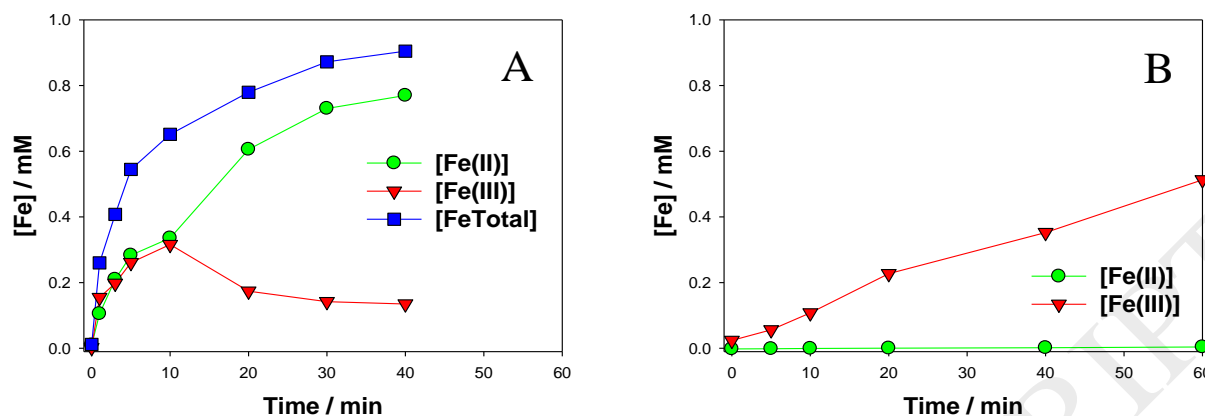 A
[Fe] / mM
1.0
0.8
0.6
0.4
0.2
0.0
[Fe(II)]
[Fe(III)]
[FeTotal]
0 10 20 30 40 50 60
Time / min
B
[Fe] / mM
1.0
0.8
0.6
0.4
0.2
0.0
[Fe(II)]
[Fe(III)]
0 10 20 30 40 50 60
Time / min